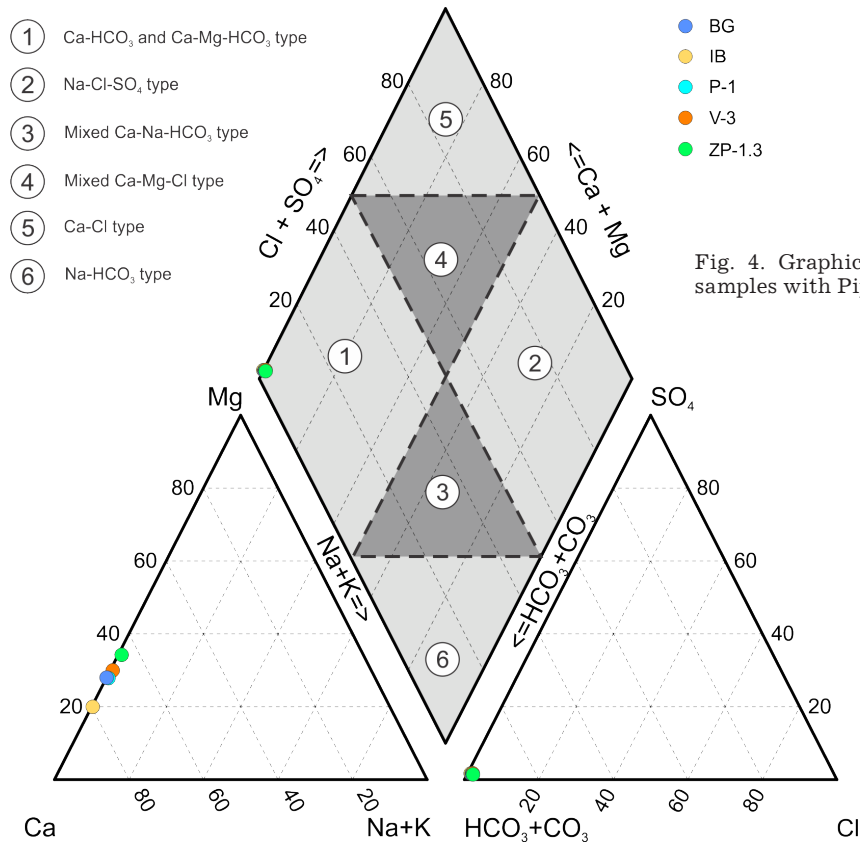 1 Ca-HCO₃ and Ca-Mg-HCO₃ type
2 Na-Cl-SO₄ type
3 Mixed Ca-Na-HCO₃ type
4 Mixed Ca-Mg-Cl type
5 Ca-Cl type
6 Na-HCO₃ type
BG
IB
P-1
V-3
ZP-1.3
Fig. 4. Graphic
samples with Pi
80 80
5
60 60
Cl + SO₄=>
<=Ca + Mg
40 40
4
20 20
1 2
Mg
SO₄
3
80 80
60 60
Na+K=>
<=HCO₃+CO₃
40 40
6
20 20
80 60 40 20
20 40 60 80
Ca Na+K HCO₃+CO₃ Cl